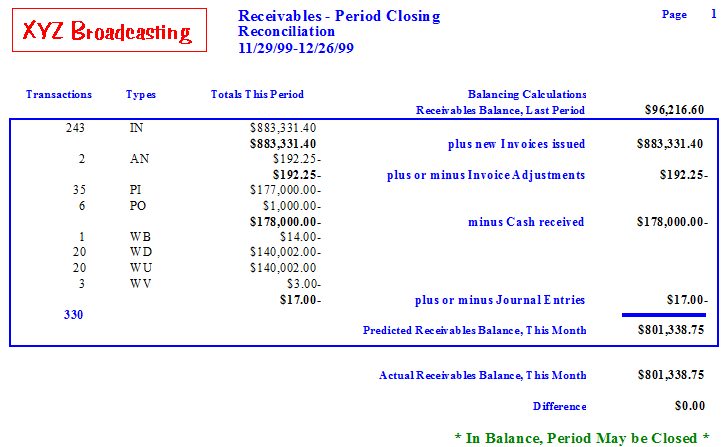 XYZ Broadcasting
Receivables - Period Closing Page 1
Reconciliation
11/29/99-12/26/99
Transactions Types Totals This Period Balancing Calculations
Receivables Balance, Last Period $96,216.60
243 IN $883,331.40
$883,331.40 plus new Invoices issued $883,331.40
2 AN $192.25-
$192.25- plus or minus Invoice Adjustments $192.25-
35 PI $177,000.00-
6 PO $1,000.00-
$178,000.00- minus Cash received $178,000.00-
1 WB $14.00-
20 WD $140,002.00-
20 WU $140,002.00
3 WV $3.00-
$17.00- plus or minus Journal Entries $17.00-
330
Predicted Receivables Balance, This Month $801,338.75
Actual Receivables Balance, This Month $801,338.75
Difference $0.00
* In Balance, Period May be Closed *